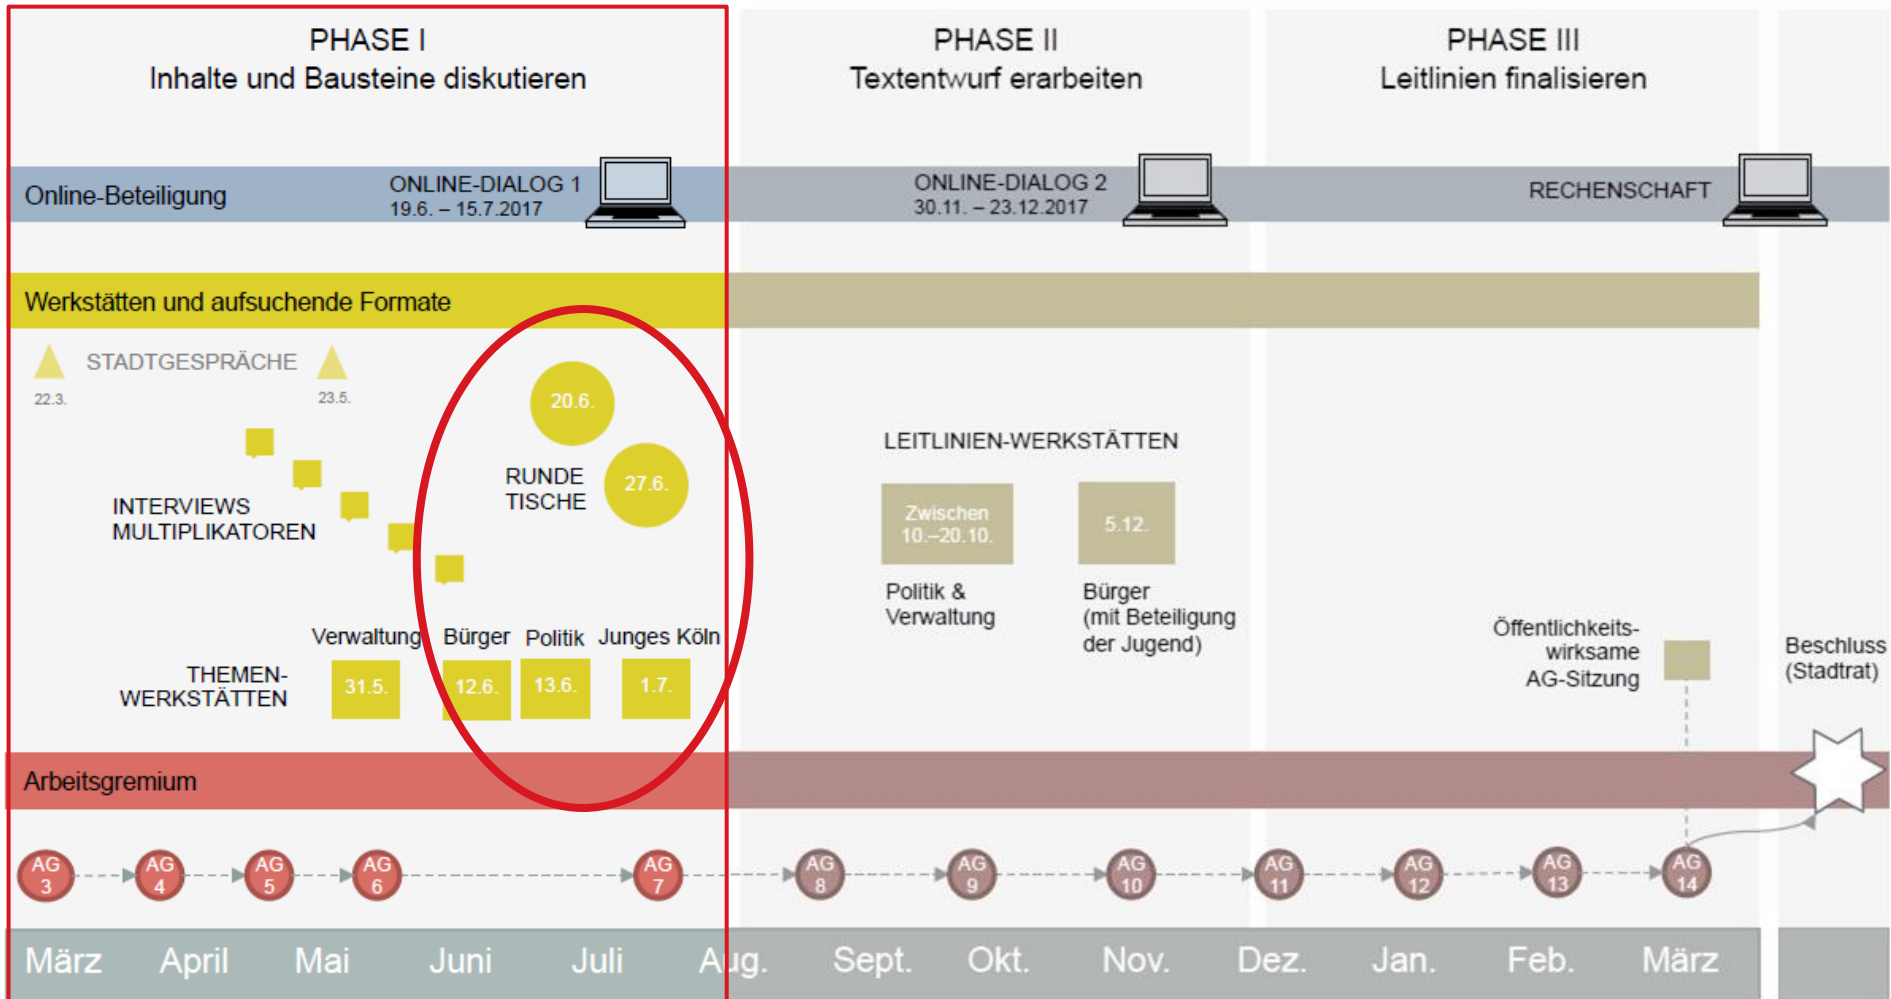 PHASE I
Inhalte und Bausteine diskutieren
PHASE II
Textentwurf erarbeiten
PHASE III
Leitlinien finalisieren
Online-Beteiligung
ONLINE-DIALOG 1
19.6. – 15.7.2017
ONLINE-DIALOG 2
30.11. – 23.12.2017
RECHENSCHAFT
Werkstätten und aufsuchende Formate
STADTGESPRÄCHE
22.3.
23.5.
20.6.
27.6.
RUNDE
TISCHE
INTERVIEWS
MULTIPLIKATOREN
Verwaltung
Bürger
Politik
Junges Köln
THEMEN-
WERKSTÄTTEN
31.5.
12.6.
13.6.
1.7.
LEITLINIEN-WERKSTÄTTEN
Zwischen
10.–20.10.
5.12.
Politik &
Verwaltung
Bürger
(mit Beteiligung
der Jugend)
Öffentlichkeits-
wirksame
AG-Sitzung
Beschluss
(Stadtrat)
Arbeitsgremium
AG
3
AG
4
AG
5
AG
6
AG
7
AG
8
AG
9
AG
10
AG
11
AG
12
AG
13
AG
14
März
April
Mai
Juni
Juli
Aug.
Sept.
Okt.
Nov.
Dez.
Jan.
Feb.
März